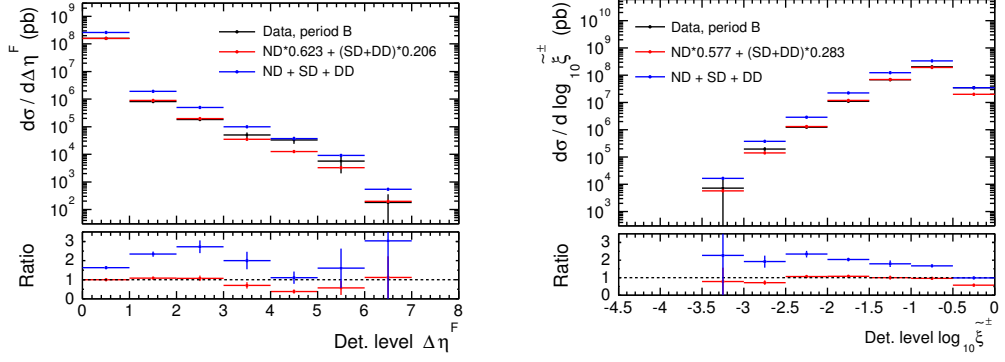 dσ / dΔη^F (pb)
10^9
10^8
10^7
10^6
10^5
10^4
10^3
10^2
Data, period B
ND*0.623 + (SD+DD)*0.206
ND + SD + DD
Ratio
3
2
1
0
0 1 2 3 4 5 6 7 8
Det. level Δη^F
dσ / d log_10 ξ̃^± (pb)
10^10
10^9
10^8
10^7
10^6
10^5
10^4
10^3
Data, period B
ND*0.577 + (SD+DD)*0.283
ND + SD + DD
Ratio
3
2
1
0
-4.5 -4 -3.5 -3 -2.5 -2 -1.5 -1 -0.5 0
Det. level log_10 ξ̃^±